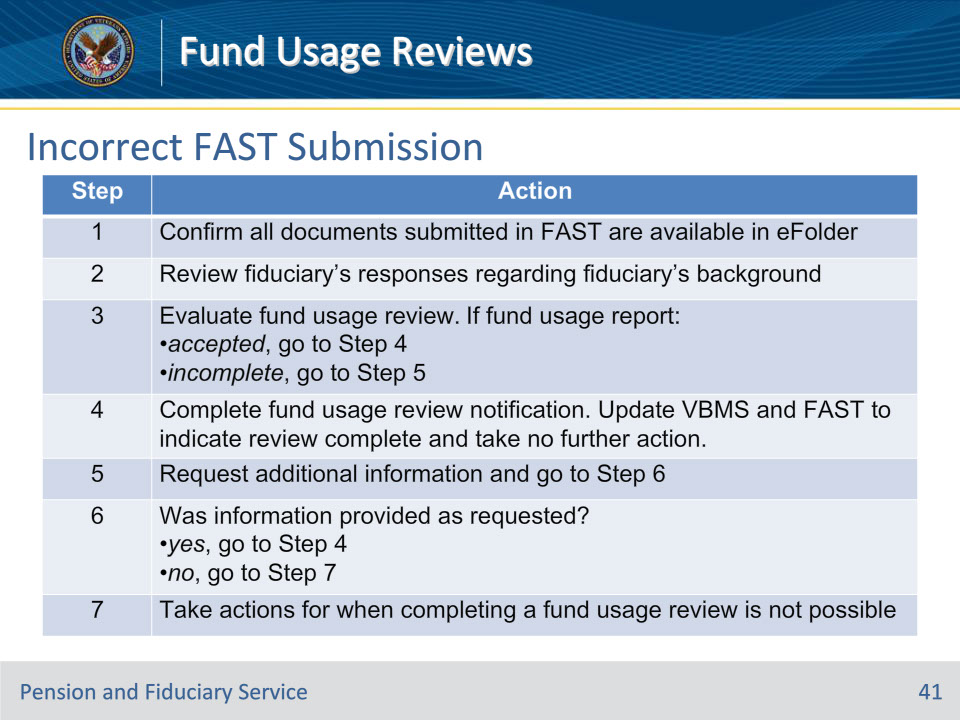 Fund Usage Reviews
Incorrect FAST Submission
Step Action
1 Confirm all documents submitted in FAST are available in eFolder
2 Review fiduciary’s responses regarding fiduciary’s background
3 Evaluate fund usage review. If fund usage report:
•accepted, go to Step 4
•incomplete, go to Step 5
4 Complete fund usage review notification. Update VBMS and FAST to
indicate review complete and take no further action.
5 Request additional information and go to Step 6
6 Was information provided as requested?
•yes, go to Step 4
•no, go to Step 7
7 Take actions for when completing a fund usage review is not possible
Pension and Fiduciary Service 41